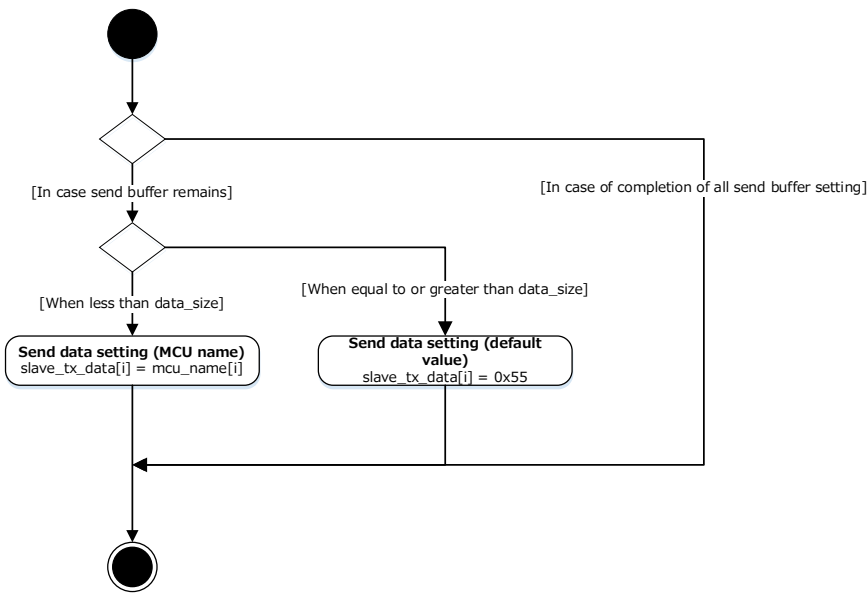 [In case send buffer remains]
[In case of completion of all send buffer setting]
[When less than data_size]
[When equal to or greater than data_size]
Send data setting (MCU name)
slave_tx_data[i] = mcu_name[i]
Send data setting (default
value)
slave_tx_data[i] = 0x55